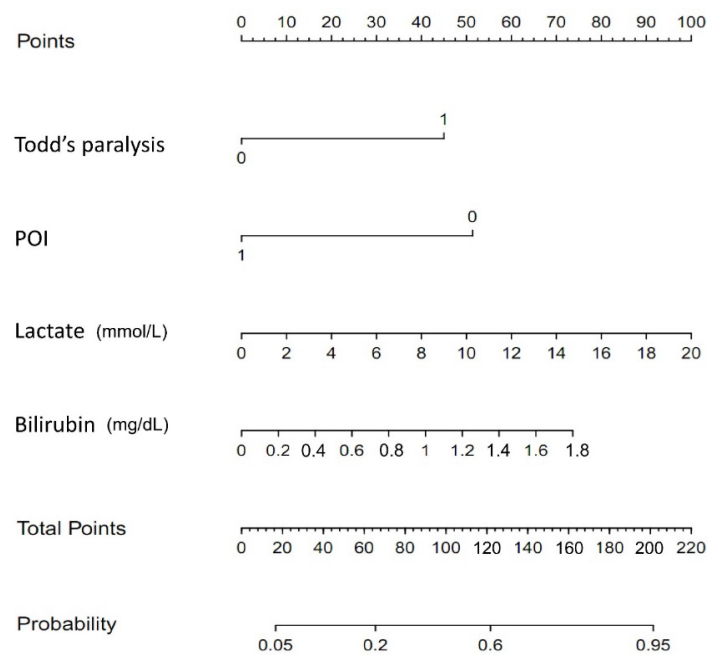 0 10 20 30 40 50 60 70 80 90 100
Points
1
Todd's paralysis
0
0
POI
1
Lactate (mmol/L)
0 2 4 6 8 10 12 14 16 18 20
Bilirubin (mg/dL)
0 0.2 0.4 0.6 0.8 1 1.2 1.4 1.6 1.8
Total Points
0 20 40 60 80 100 120 140 160 180 200 220
Probability
0.05 0.2 0.6 0.95